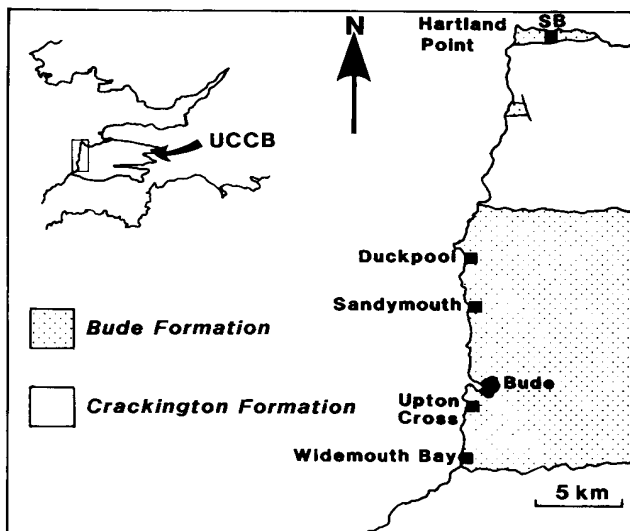 N
Hartland
Point
SB
UCCB
Duckpool
Sandymouth
Bude Formation
Bude
Upton
Cross
Crackington Formation
Widemouth Bay
5 km